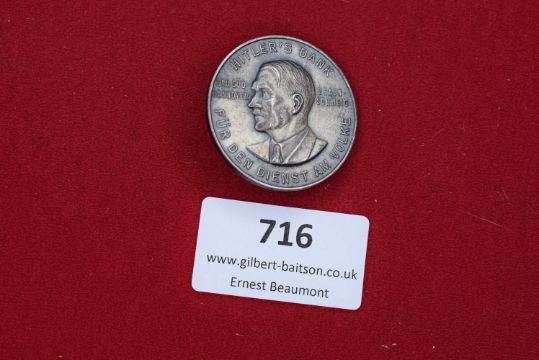 HITLER'S DANK
FÜR DEN DIENST AM VOLKE
716
www.gilbert-baitson.co.uk
Ernest Beaumont